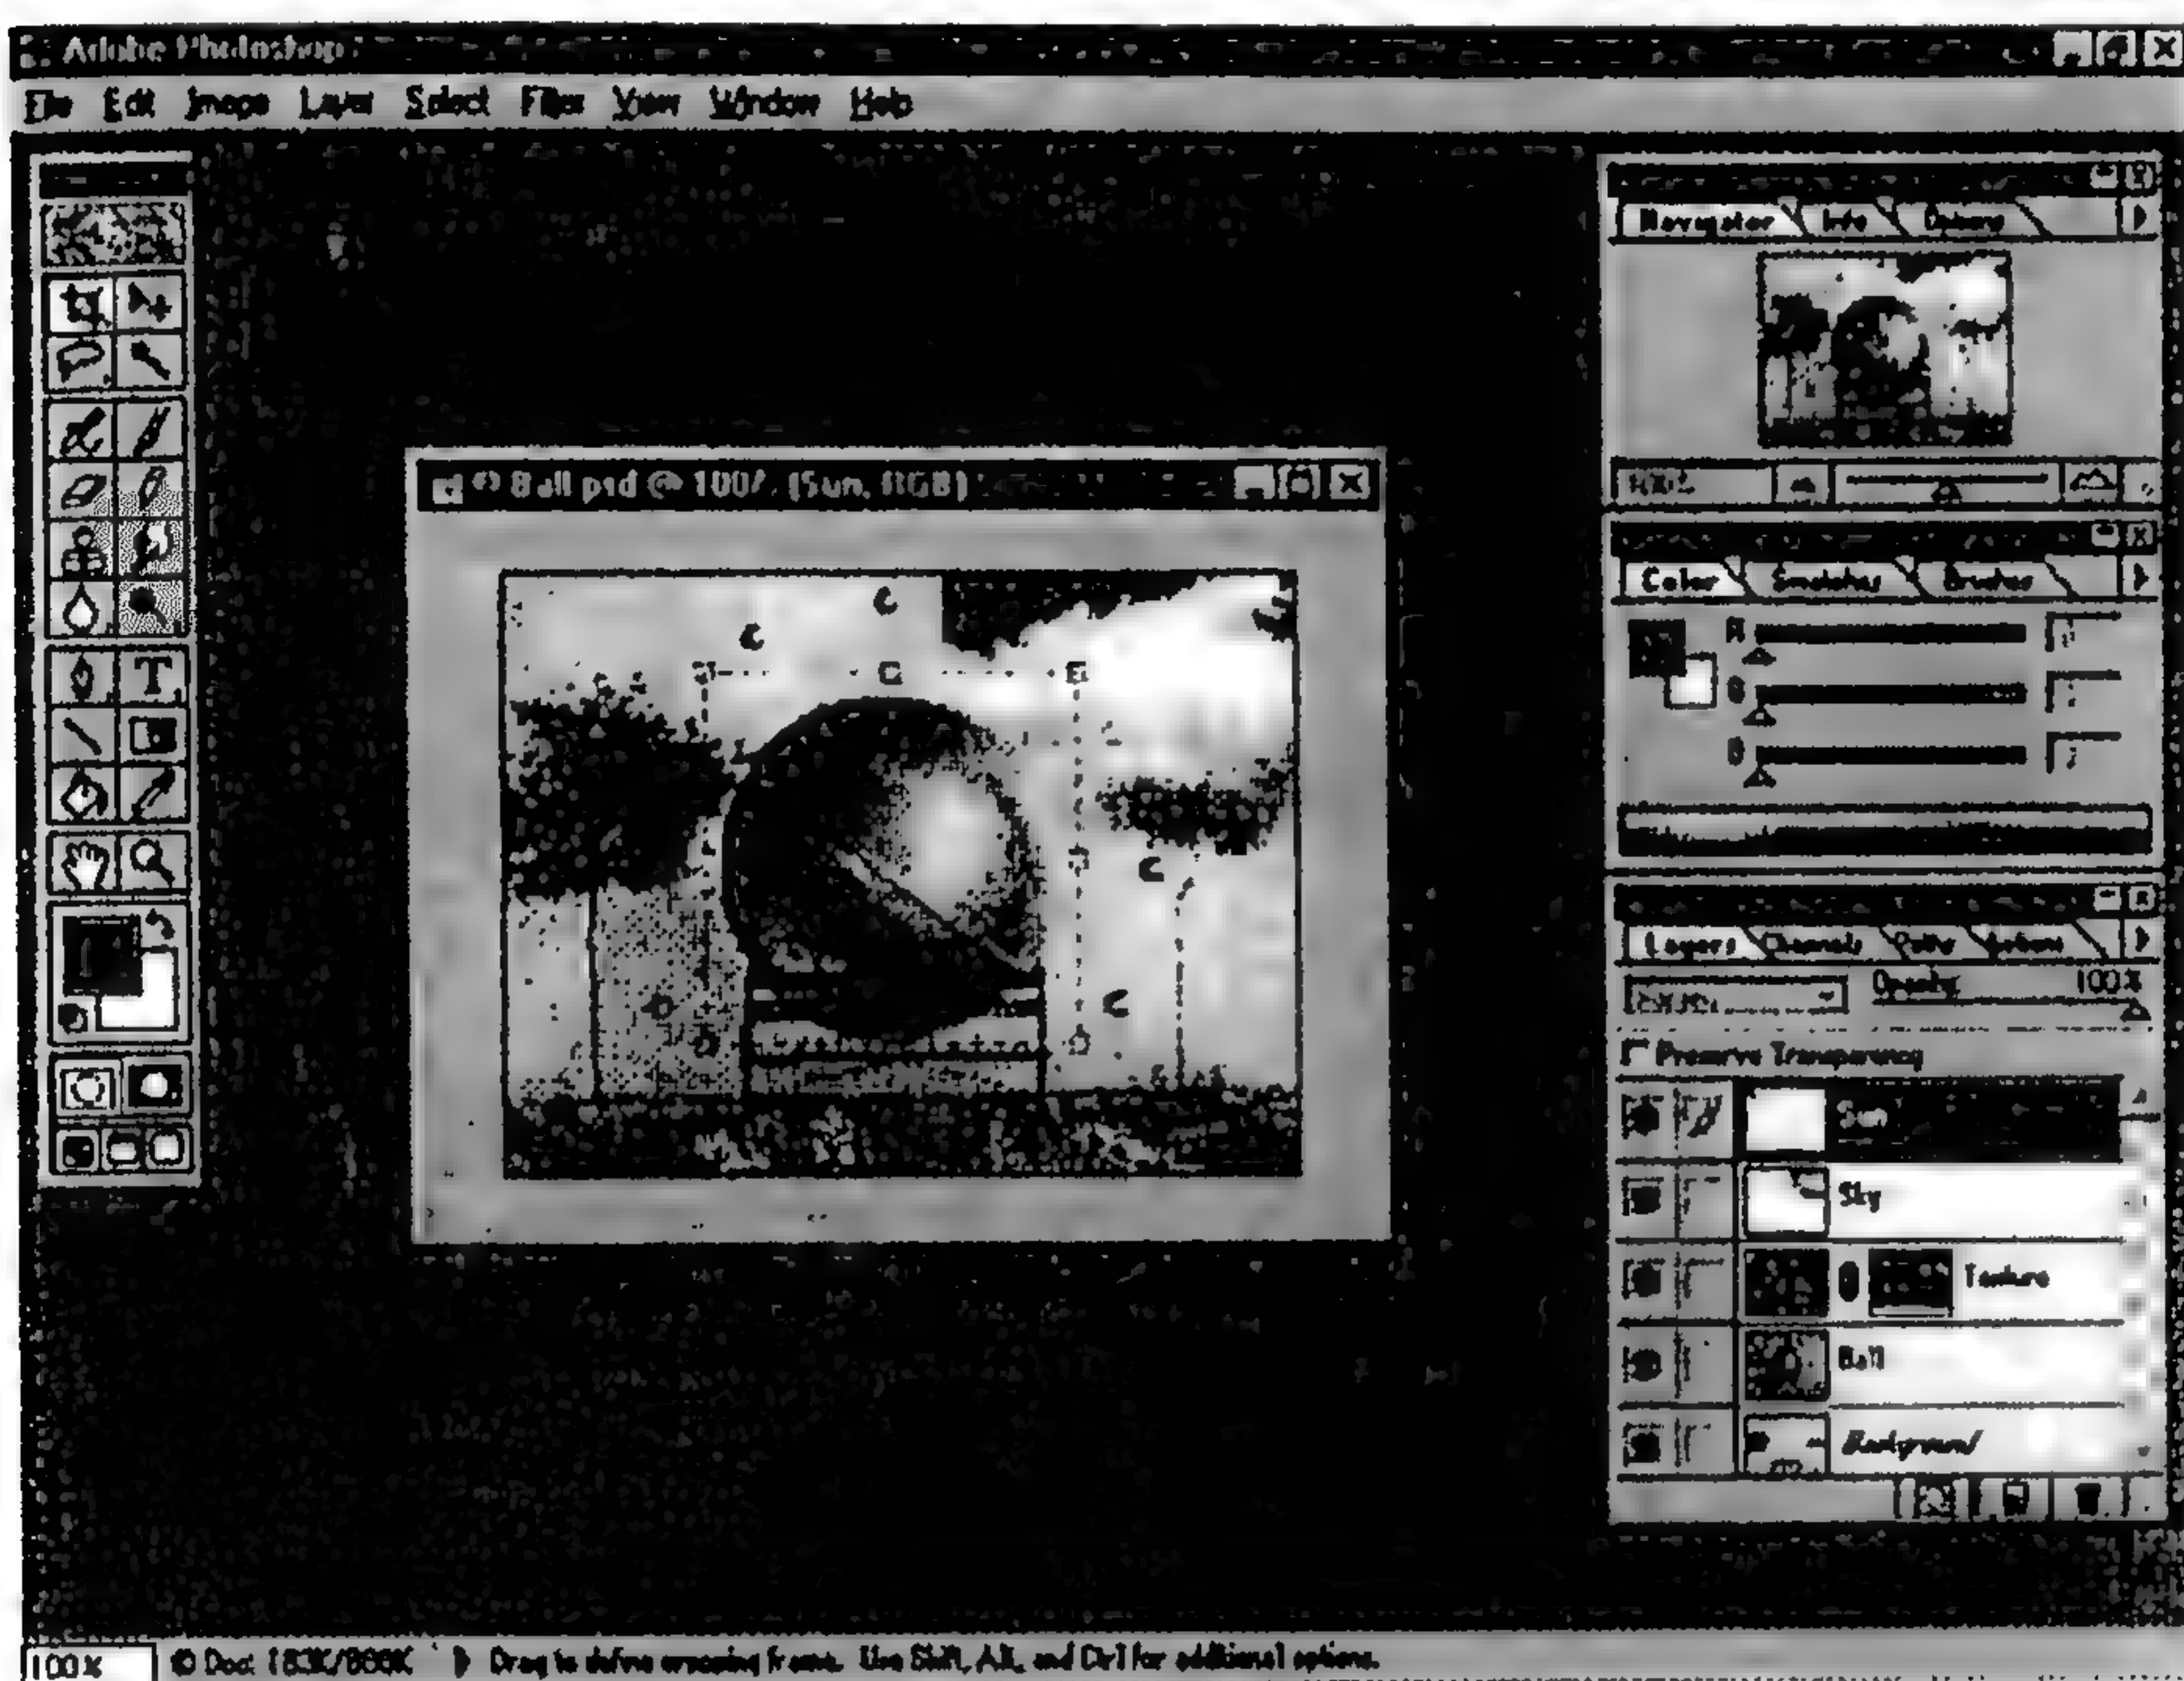 Adobe Photoshop
File Edit Image Layer Select Filter View Window Help
Navigator Info Options
© Ball.psd @ 100% (Sun, RGB)
100%
Color Swatches Brushes
R
G
B
Layers Channels Paths Actions
Opacity: 100%
Preserve Transparency
Sun
Sky
Texture
Ball
Background
100% © Doc: 183K/ Drag to define cropping frame. Use Shift, Alt, and Ctrl for additional options.